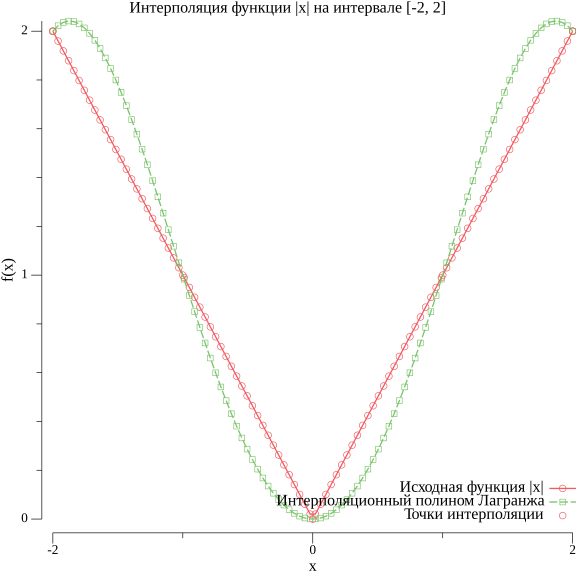 Интерполяция функции |x| на интервале [-2, 2]
2
1
0
f(x)
Исходная функция |x|
Интерполяционный полином Лагранжа
Точки интерполяции
-2 0 2
x